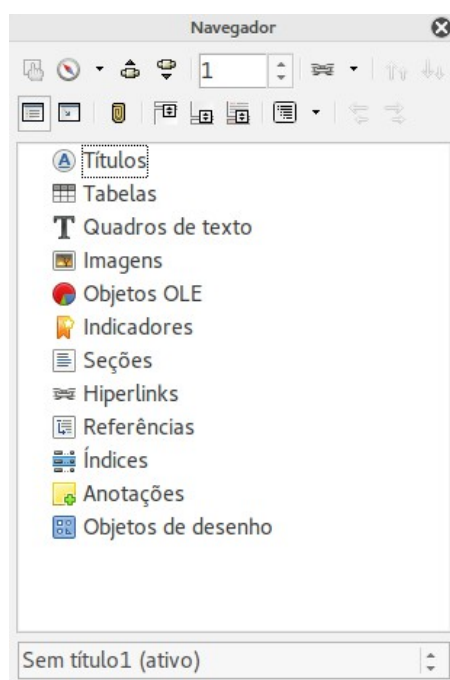 Navegador
1
Títulos
Tabelas
Quadros de texto
Imagens
Objetos OLE
Indicadores
Seções
Hiperlinks
Referências
Índices
Anotações
Objetos de desenho
Sem título1 (ativo)